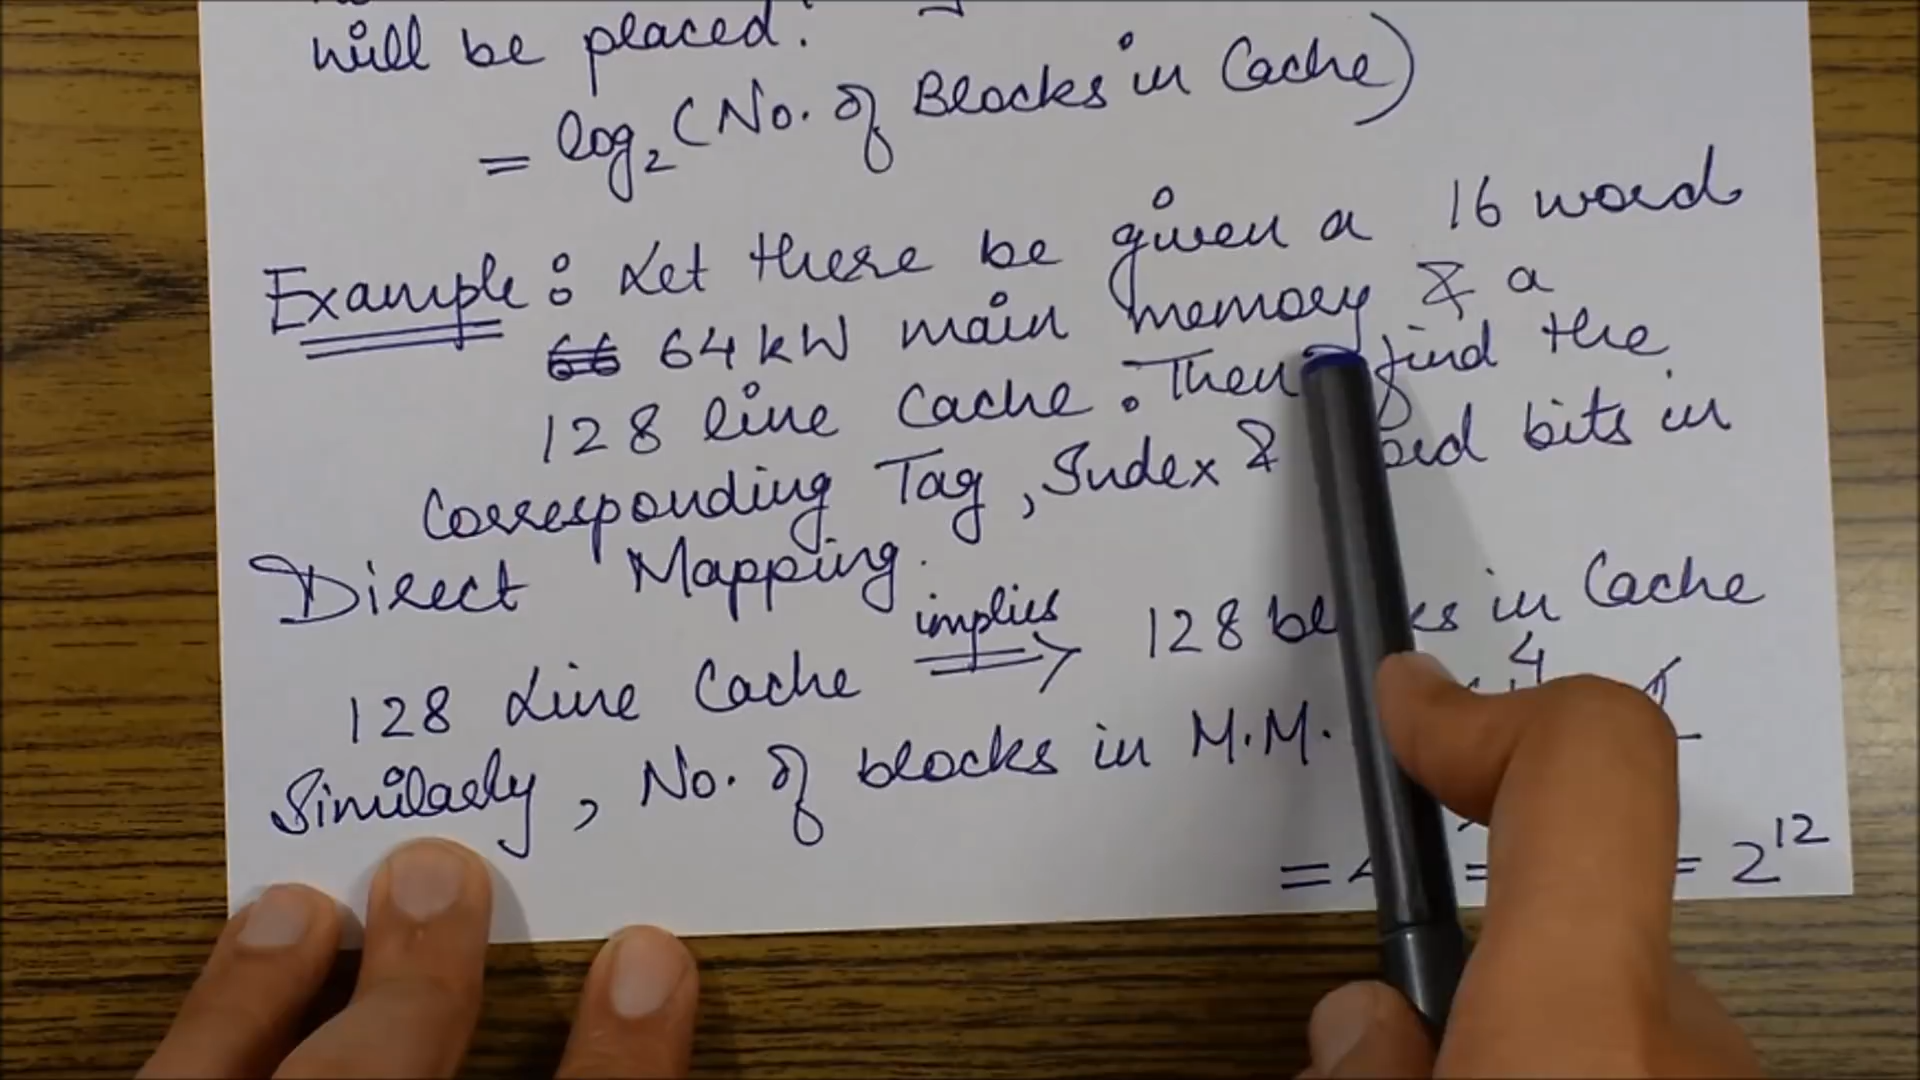 will be placed.
= log₂ (No. of Blocks in Cache)
Example : Let there be given a 16 word
64 kW main memory & a
128 line Cache. Then find the
Corresponding Tag, Index & bits in
Direct Mapping.
128 Line Cache implies ⟹ 128 blocks in Cache
Similarly, No. of blocks in M.M.
= = = 2¹²